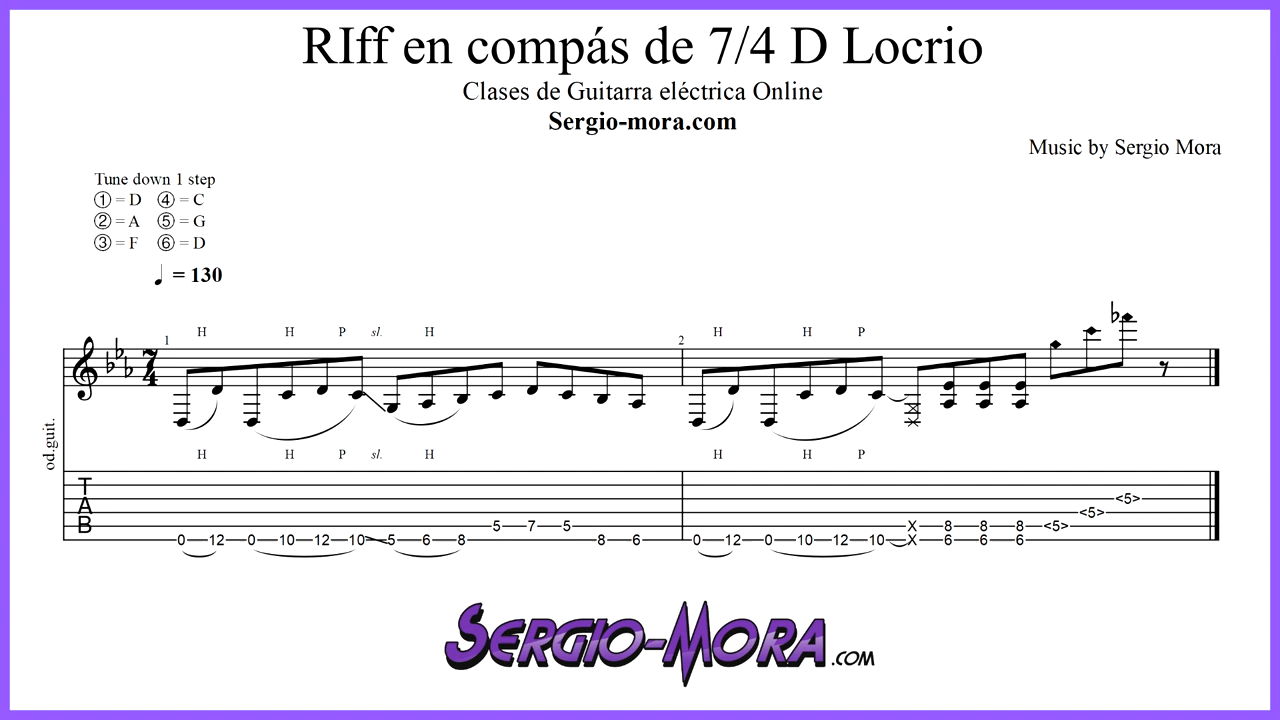 RIff en compás de 7/4 D Locrio
Clases de Guitarra eléctrica Online
Sergio-mora.com
Music by Sergio Mora
Tune down 1 step
① = D ④ = C
② = A ⑤ = G
③ = F ⑥ = D
♩ = 130
H H P sl. H H H P
1 2
7
4
od.guit.
H H P sl. H H H P
T
A
B
<5>
<5>
5 7 5 X 8 8 8 <5>
0 12 0 10 12 10 5 6 8 8 6 0 12 0 10 12 10 X 6 6 6
SERGIO-MORA.COM